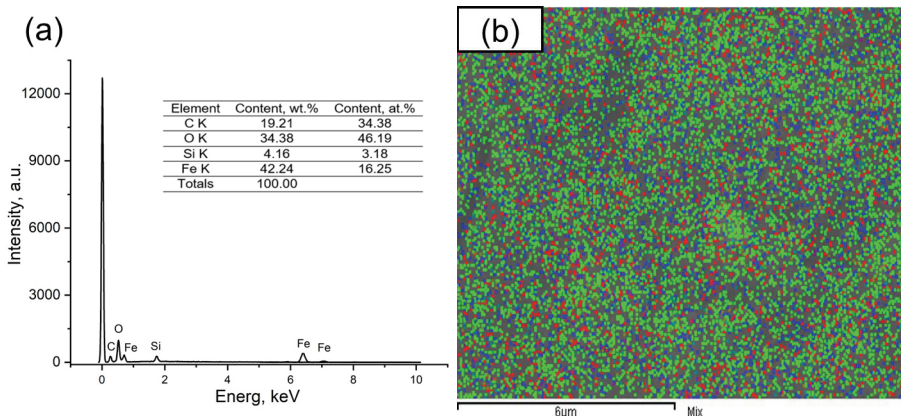 (a)
(b)
12000
9000
6000
3000
0
Intensity, a.u.
Element Content, wt.% Content, at.%
C K 19.21 34.38
O K 34.38 46.19
Si K 4.16 3.18
Fe K 42.24 16.25
Totals 100.00
C
O
Fe
Si
Fe
Fe
0 2 4 6 8 10
Energ, keV
6µm
Mix